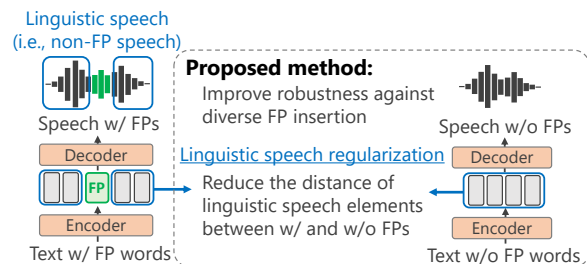 Linguistic speech
(i.e., non-FP speech)
Speech w/ FPs
Decoder
FP
Encoder
Text w/ FP words
Proposed method:
Improve robustness against
diverse FP insertion
Linguistic speech regularization
Reduce the distance of
linguistic speech elements
between w/ and w/o FPs
Speech w/o FPs
Decoder
Encoder
Text w/o FP words